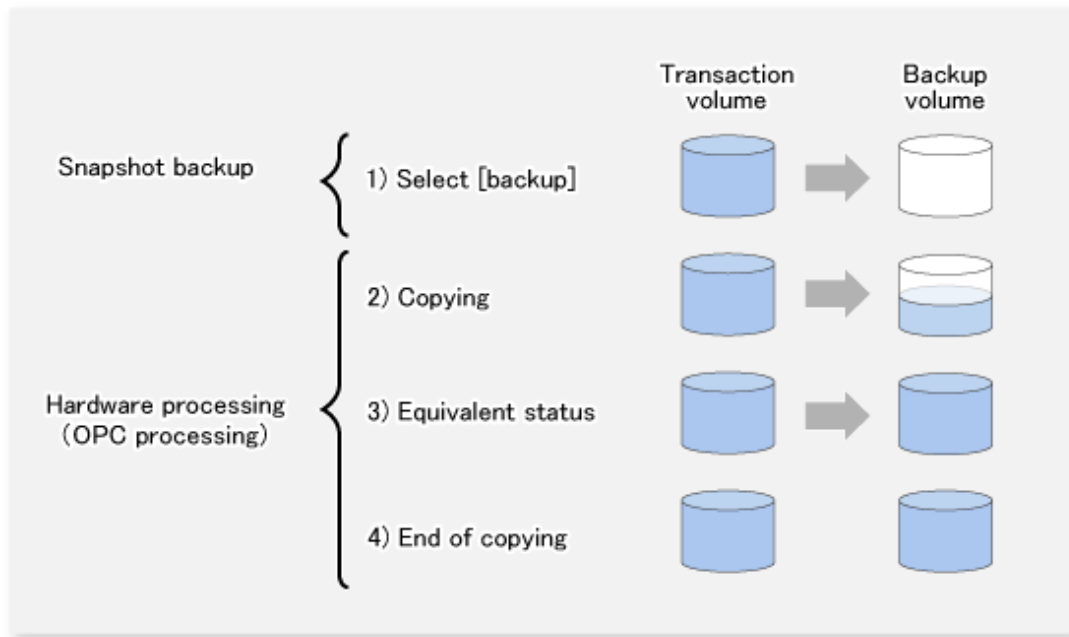 Transaction
volume
Backup
volume
Snapshot backup
1) Select [backup]
2) Copying
Hardware processing
(OPC processing)
3) Equivalent status
4) End of copying